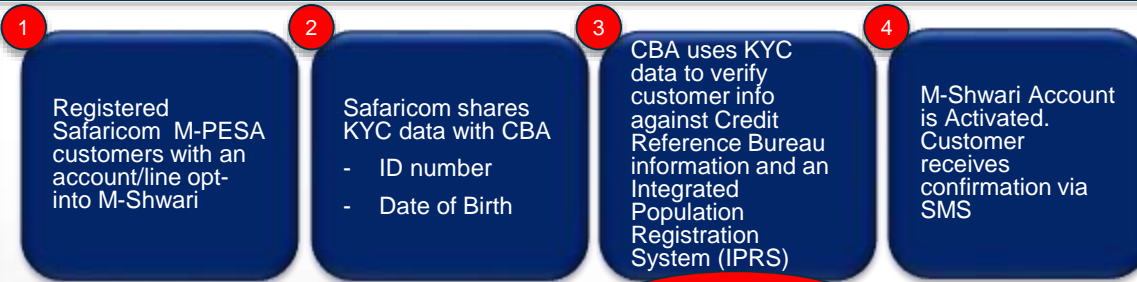 1
Registered
Safaricom M-PESA
customers with an
account/line opt-
into M-Shwari
2
Safaricom shares
KYC data with CBA
- ID number
- Date of Birth
3
CBA uses KYC
data to verify
customer info
against Credit
Reference Bureau
information and an
Integrated
Population
Registration
System (IPRS)
4
M-Shwari Account
is Activated.
Customer
receives
confirmation via
SMS